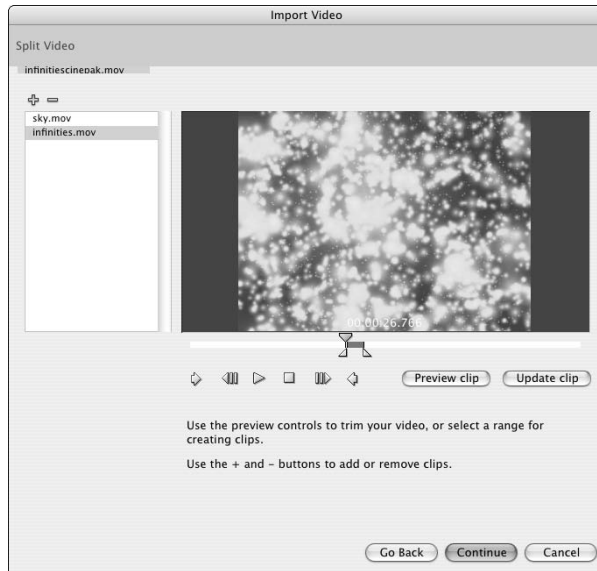 Import Video
Split Video
infinitiescinepak.mov
sky.mov
infinities.mov
00:00:26.766
Preview clip
Update clip
Use the preview controls to trim your video, or select a range for
creating clips.
Use the + and – buttons to add or remove clips.
Go Back
Continue
Cancel